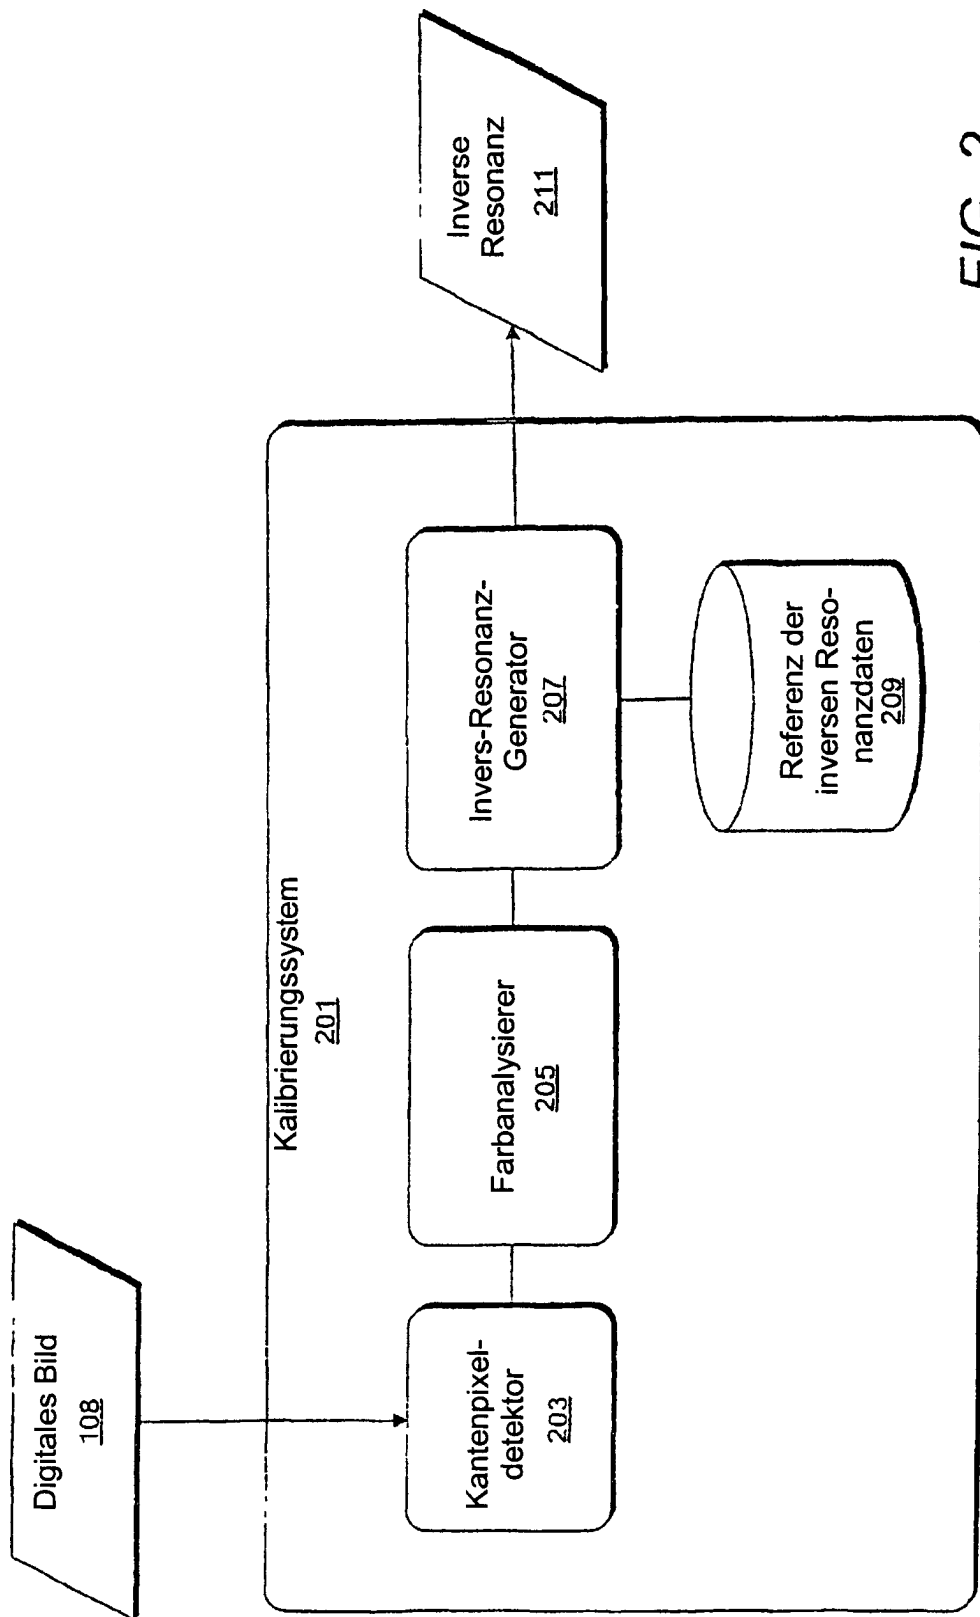 Digitales Bild
108
Kalibrierungssystem
201
Kantenpixel-
detektor
203
Farbanalysierer
205
Invers-Resonanz-
Generator
207
Referenz der
inversen Reso-
nanzdaten
209
Inverse
Resonanz
211
FIG. 2